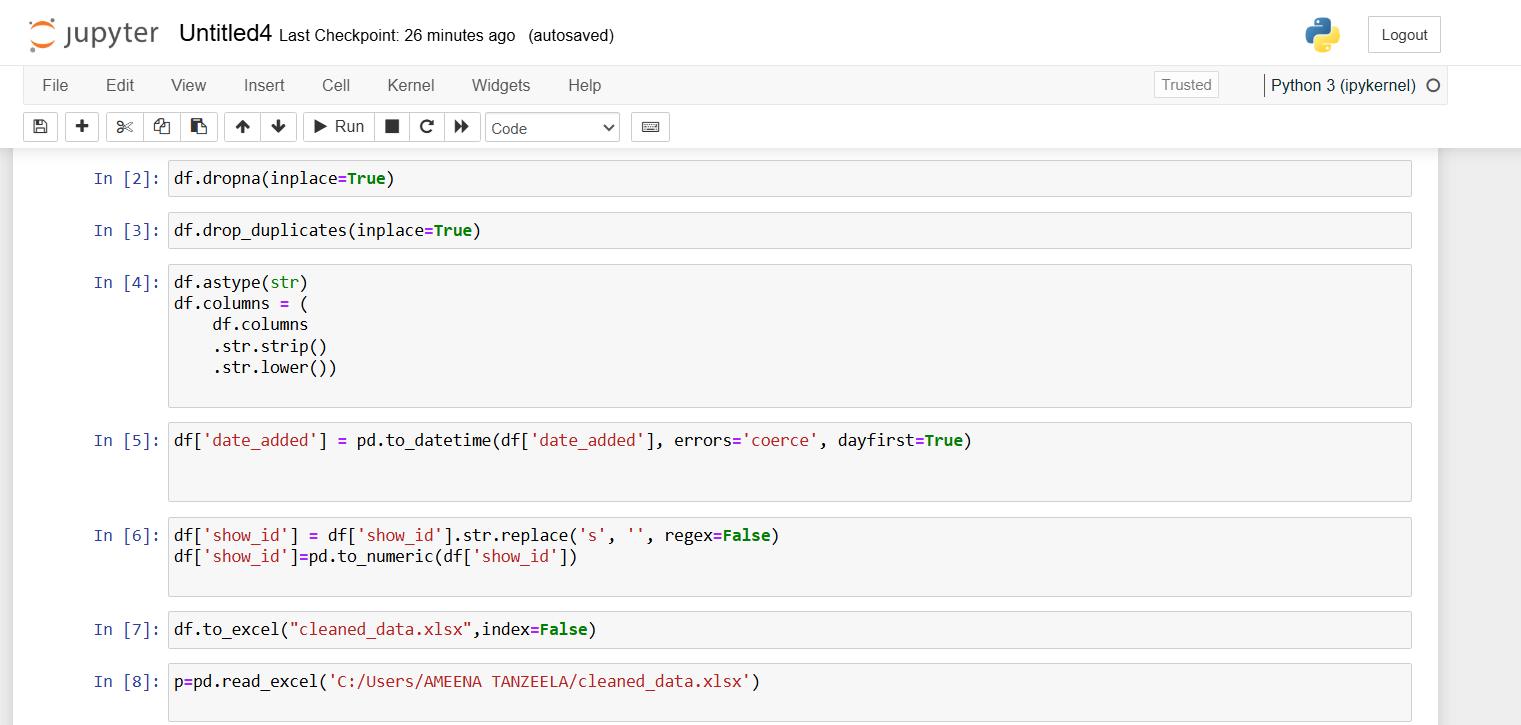 jupyter Untitled4 Last Checkpoint: 26 minutes ago (autosaved) Logout
File Edit View Insert Cell Kernel Widgets Help Trusted Python 3 (ipykernel)
Run Code
In [2]: df.dropna(inplace=True)
In [3]: df.drop_duplicates(inplace=True)
In [4]: df.astype(str)
df.columns = (
    df.columns
    .str.strip()
    .str.lower())
In [5]: df['date_added'] = pd.to_datetime(df['date_added'], errors='coerce', dayfirst=True)
In [6]: df['show_id'] = df['show_id'].str.replace('s', '', regex=False)
df['show_id']=pd.to_numeric(df['show_id'])
In [7]: df.to_excel("cleaned_data.xlsx",index=False)
In [8]: p=pd.read_excel('C:/Users/AMEENA TANZEELA/cleaned_data.xlsx')